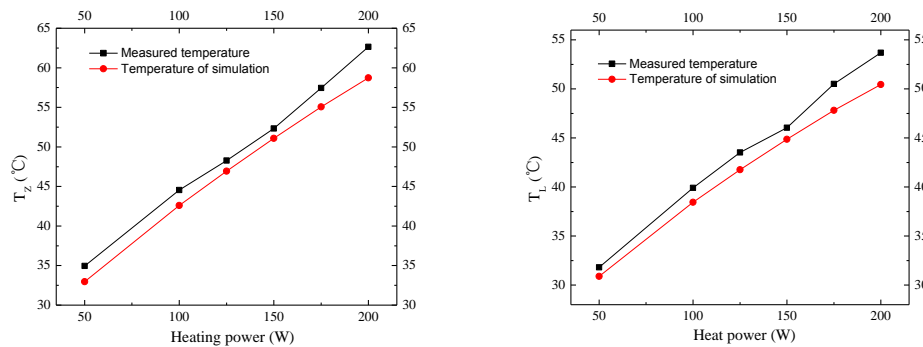 50 100 150 200
65 65
60 60
55 55
50 50
45 45
40 40
35 35
30 30
Measured temperature
Temperature of simulation
T_Z (℃)
50 100 150 200
Heating power (W)
50 100 150 200
55
50
45
40
35
30
Measured temperature
Temperature of simulation
T_L (℃)
50 100 150 200
Heat power (W)